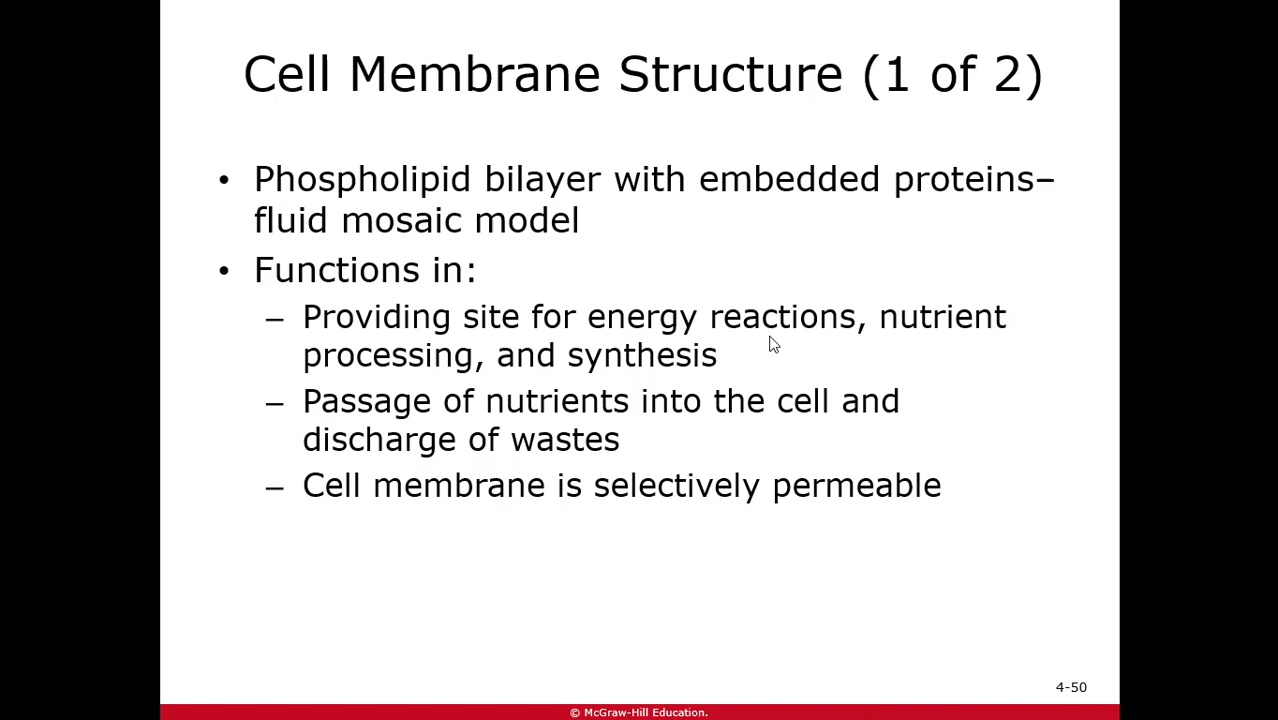 Cell Membrane Structure (1 of 2)
• Phospholipid bilayer with embedded proteins–
fluid mosaic model
• Functions in:
– Providing site for energy reactions, nutrient
processing, and synthesis
– Passage of nutrients into the cell and
discharge of wastes
– Cell membrane is selectively permeable
4-50
© McGraw-Hill Education.